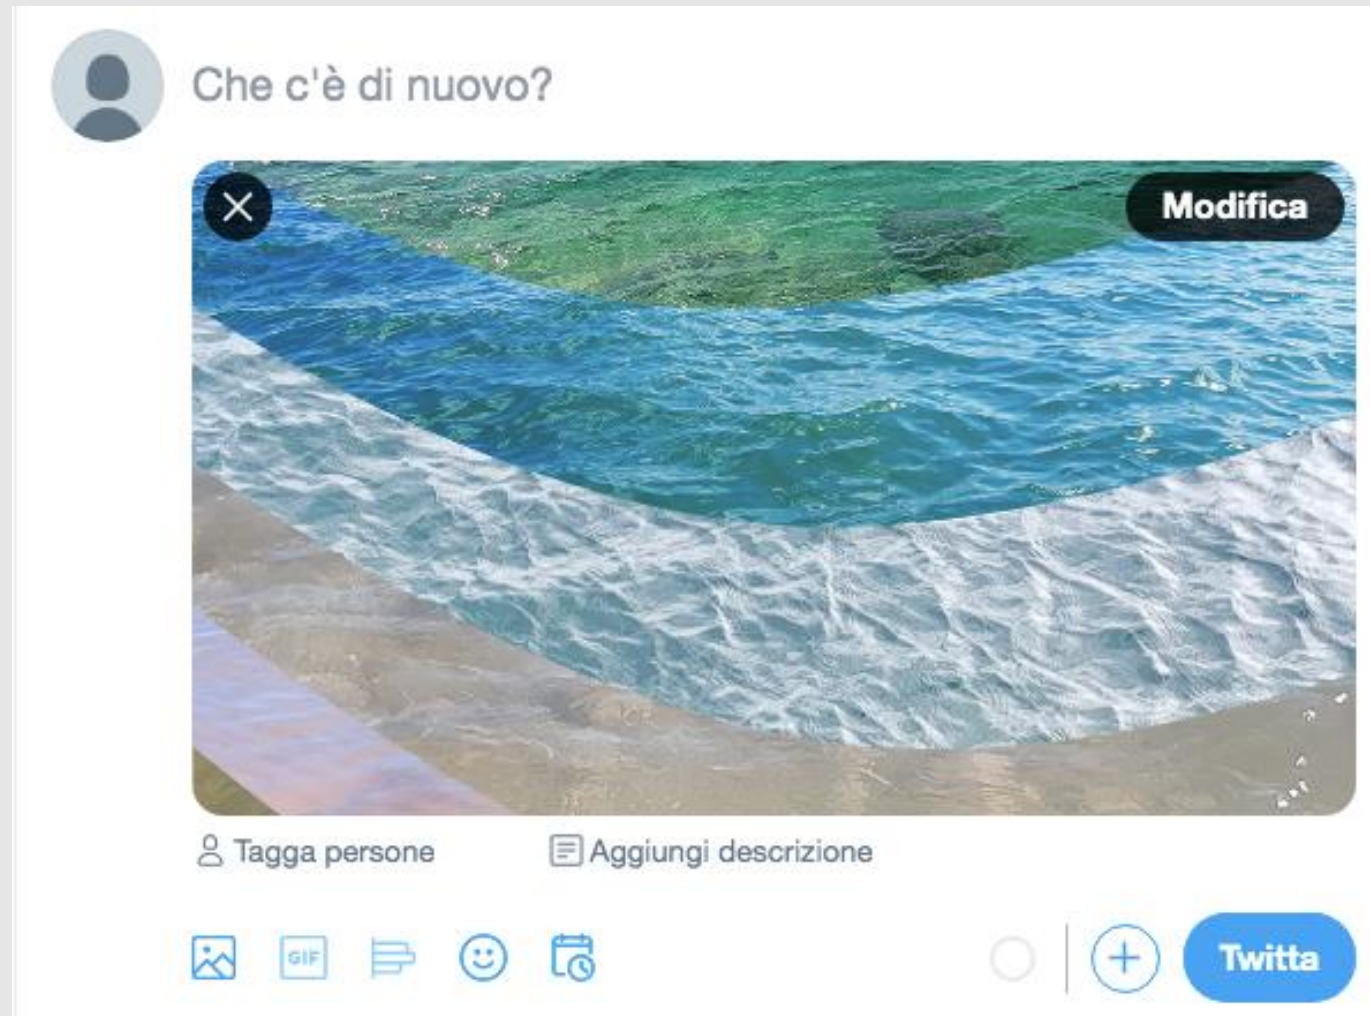 Che c'è di nuovo?
Modifica
Tagga persone
Aggiungi descrizione
GIF
Twitta